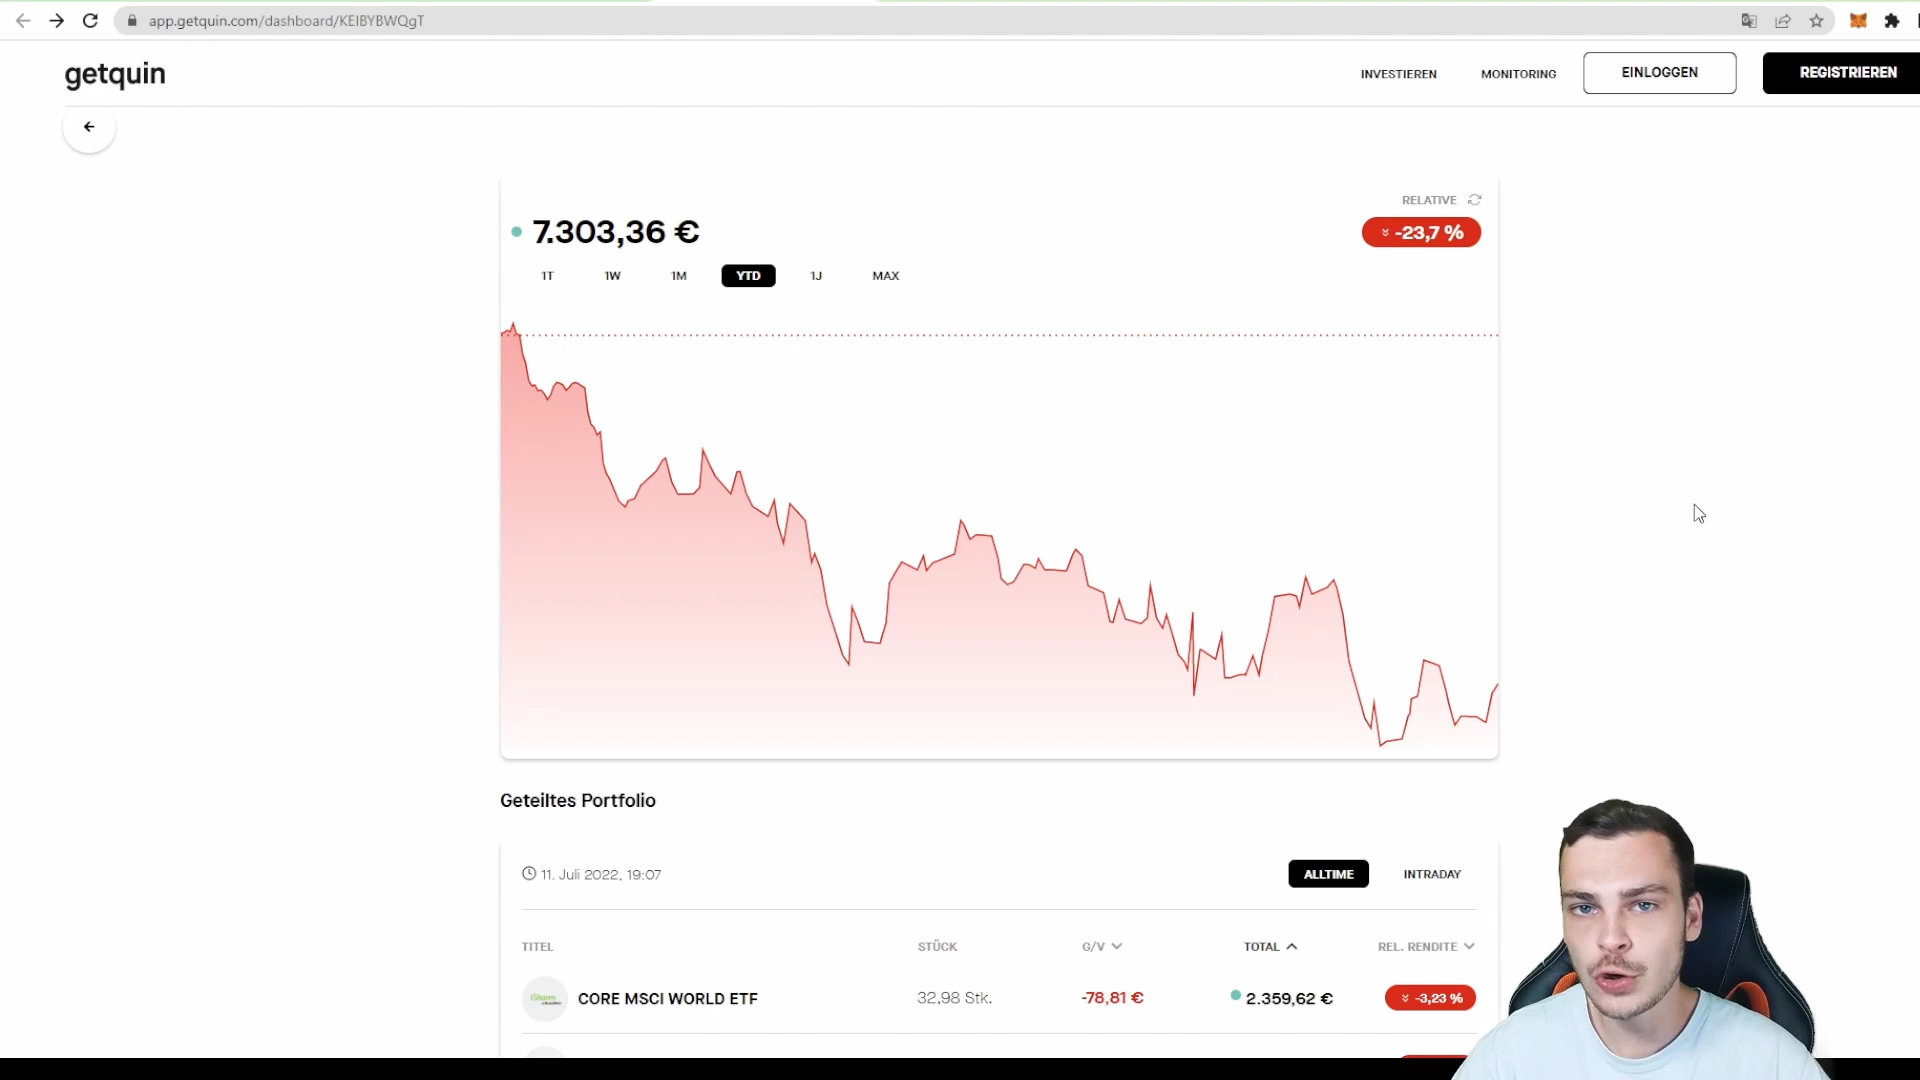 app.getquin.com/dashboard/KEIBYBWQgT
getquin
INVESTIEREN
MONITORING
EINLOGGEN
REGISTRIEREN
RELATIVE
7.303,36 €
-23,7 %
1T
1W
1M
YTD
1J
MAX
Geteiltes Portfolio
11. Juli 2022, 19:07
ALLTIME
INTRADAY
TITEL
STÜCK
G/V
TOTAL
REL. RENDITE
iShares
CORE MSCI WORLD ETF
32,98 Stk.
-78,81 €
2.359,62 €
-3,23 %